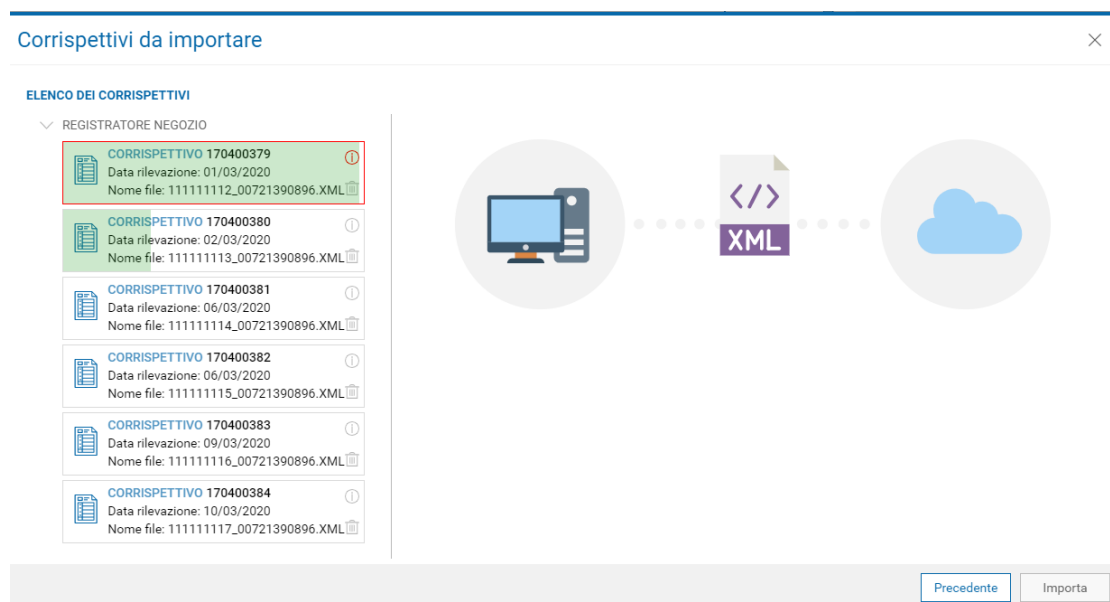 Corrispettivi da importare
ELENCO DEI CORRISPETTIVI
REGISTRATORE NEGOZIO
CORRISPETTIVO 170400379
Data rilevazione: 01/03/2020
Nome file: 111111112_00721390896.XML
CORRISPETTIVO 170400380
Data rilevazione: 02/03/2020
Nome file: 111111113_00721390896.XML
CORRISPETTIVO 170400381
Data rilevazione: 06/03/2020
Nome file: 111111114_00721390896.XML
CORRISPETTIVO 170400382
Data rilevazione: 06/03/2020
Nome file: 111111115_00721390896.XML
CORRISPETTIVO 170400383
Data rilevazione: 09/03/2020
Nome file: 111111116_00721390896.XML
CORRISPETTIVO 170400384
Data rilevazione: 10/03/2020
Nome file: 111111117_00721390896.XML
</>
XML
Precedente
Importa